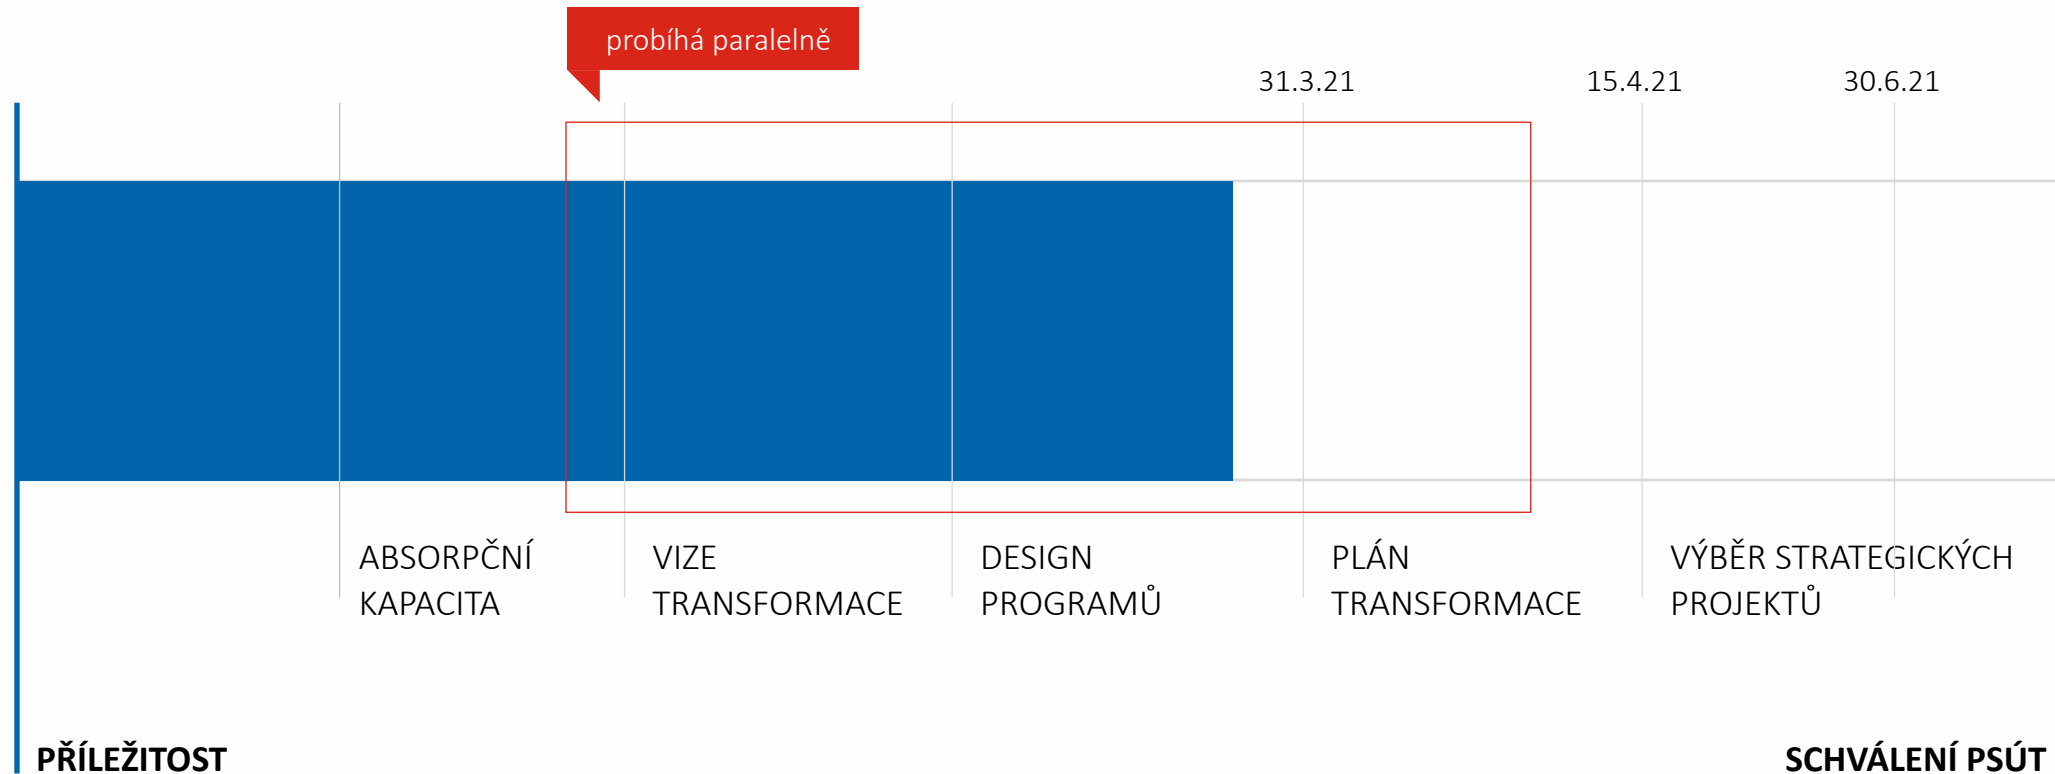 probíhá paralelně
31.3.21
15.4.21
30.6.21
ABSORPČNÍ
KAPACITA
VIZE
TRANSFORMACE
DESIGN
PROGRAMŮ
PLÁN
TRANSFORMACE
VÝBĚR STRATEGICKÝCH
PROJEKTŮ
PŘÍLEŽITOST
SCHVÁLENÍ PSÚT